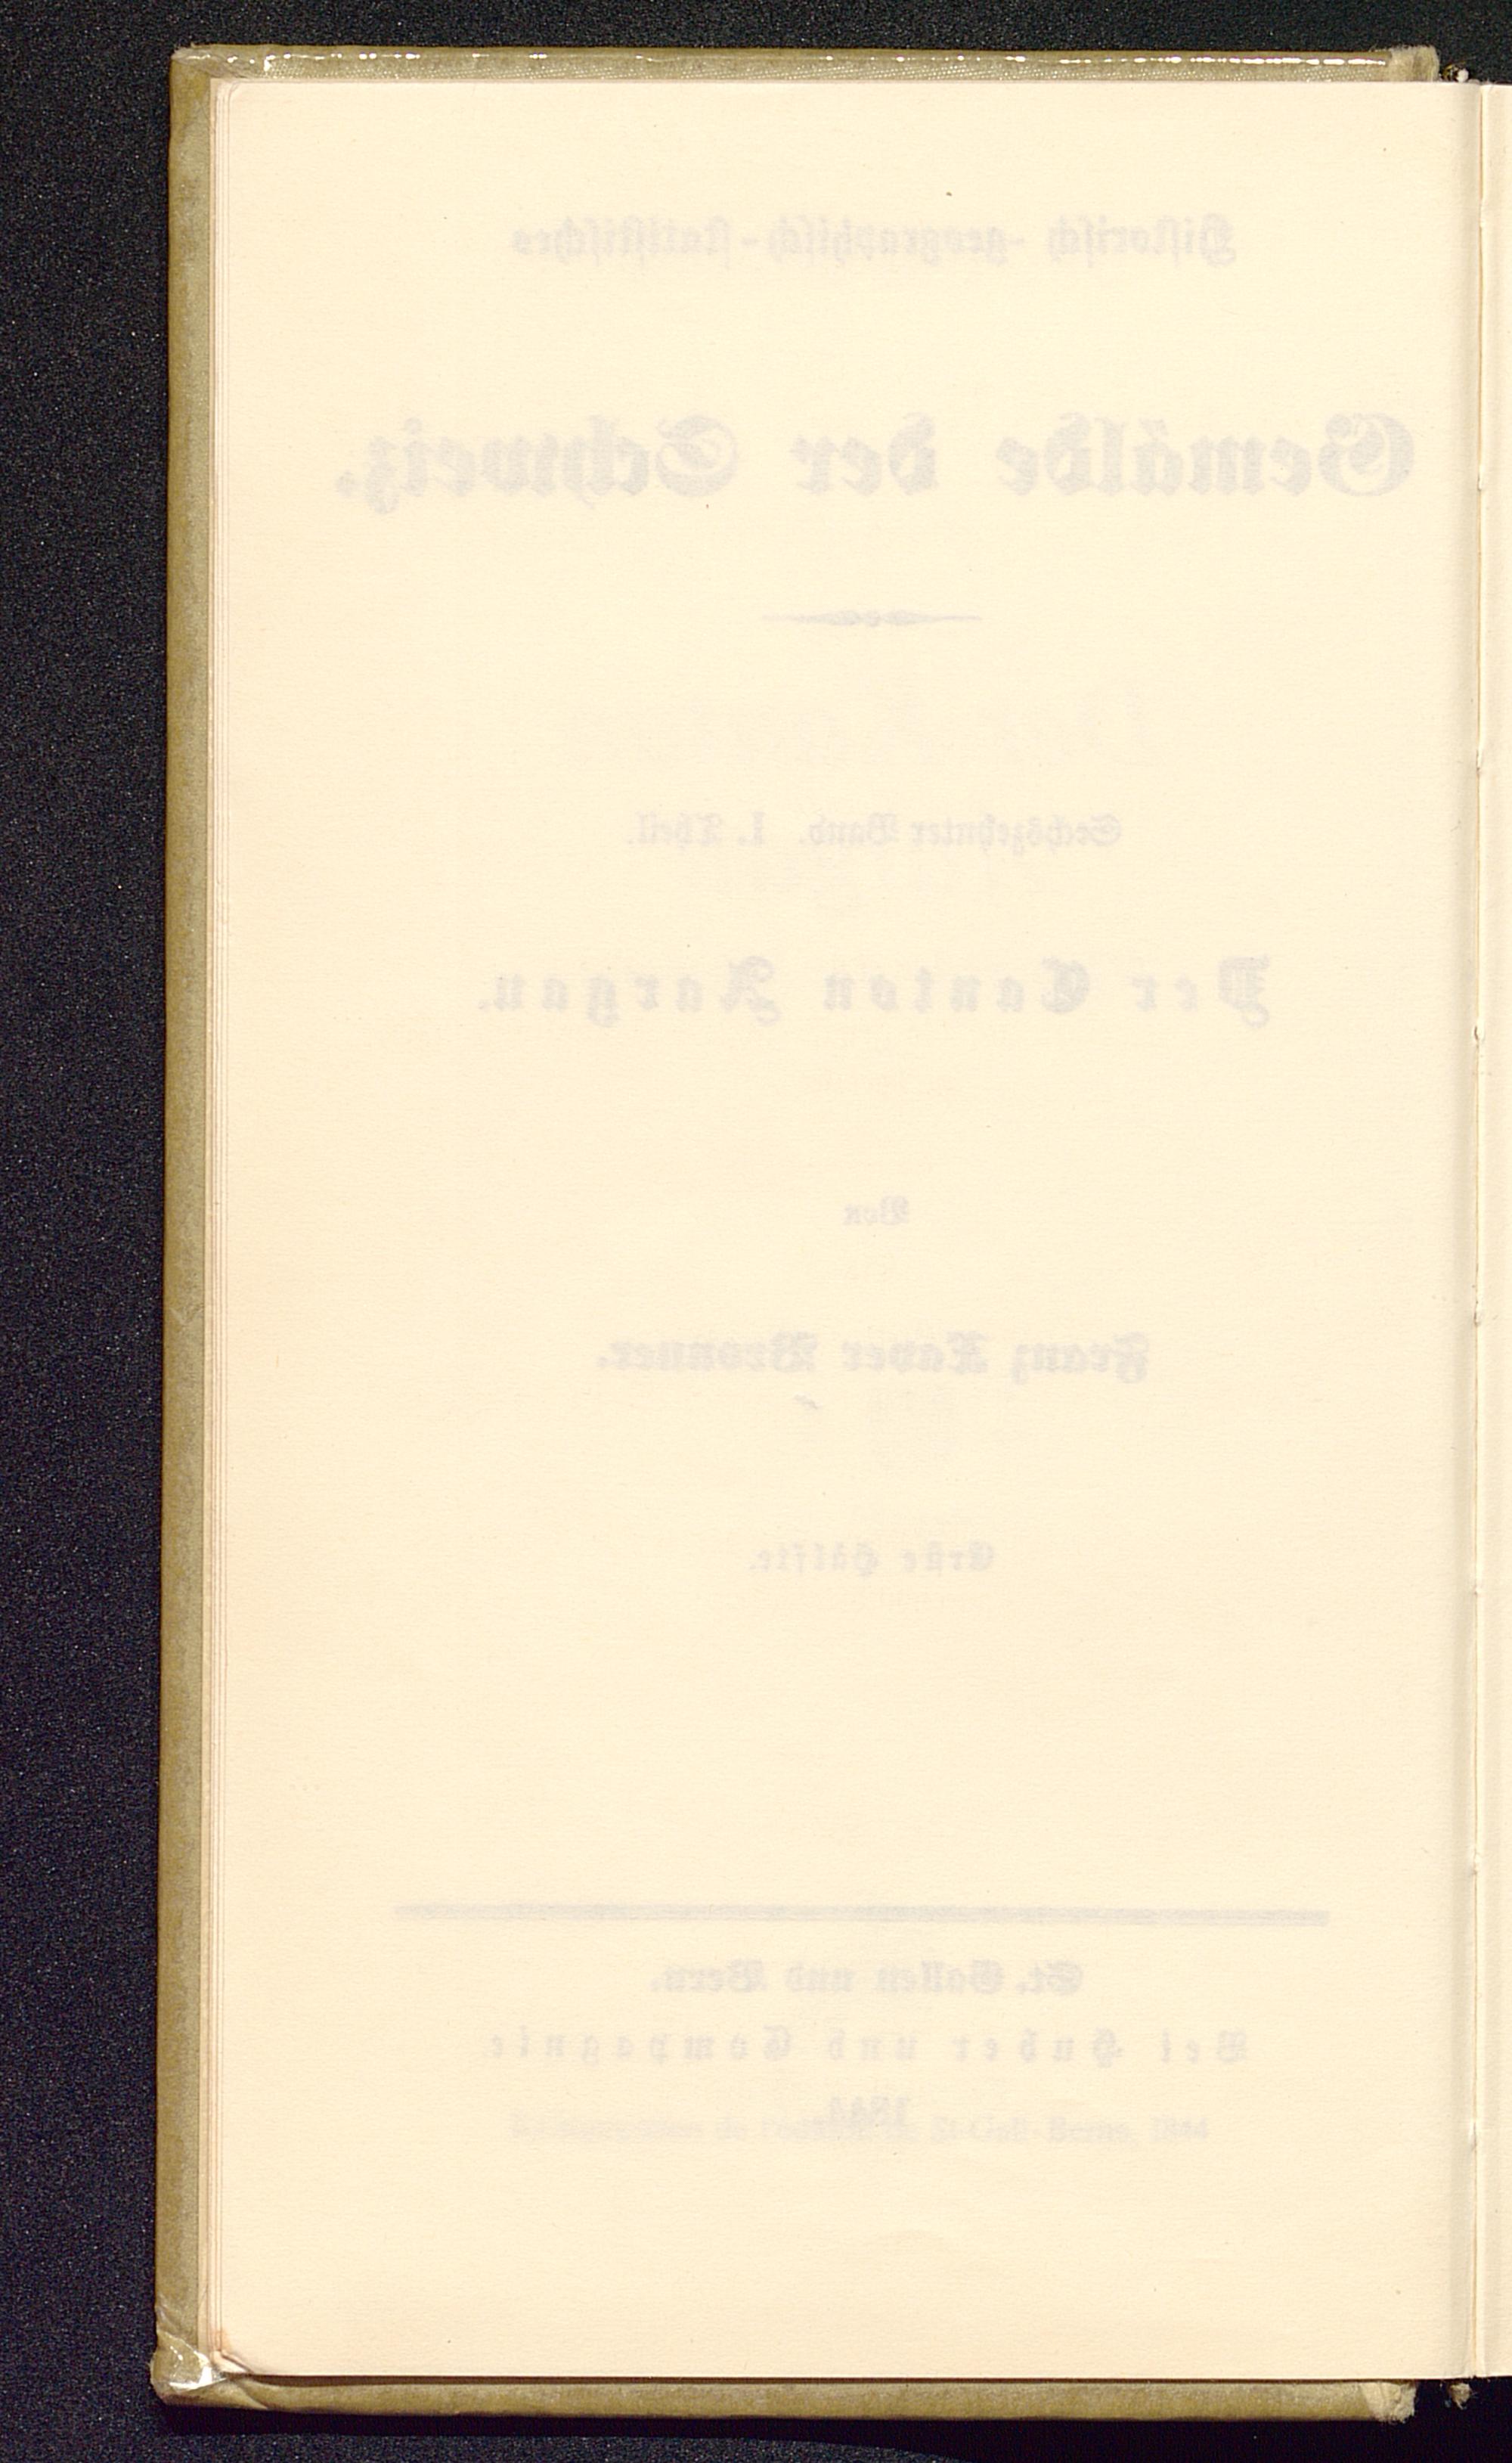 Historisch-geographisch-statistisches
Gemälde der Schweiz.
Sechszehnter Band. I. Theil.
Der Canton Aargau.
Von
Franz Xaver Bronner.
Erste Hälfte.
St. Gallen und Bern.
Bei Huber und Compagnie
1844
St-Gall-Berne, 1844